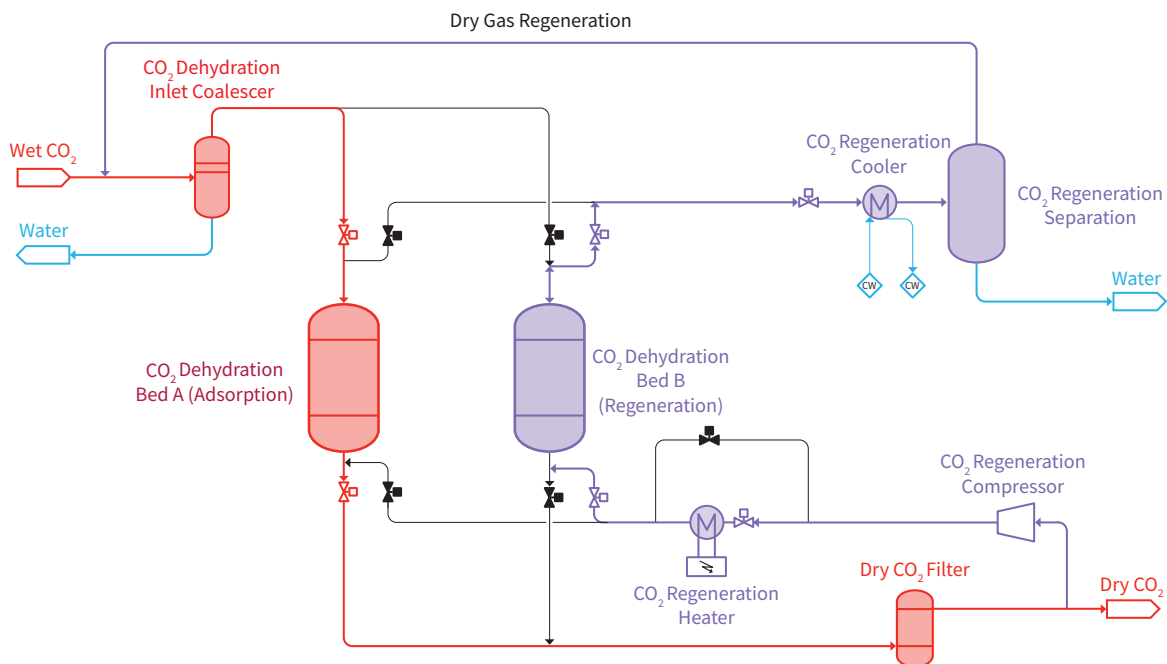 Dry Gas Regeneration
CO₂ Dehydration
Inlet Coalescer
Wet CO₂
Water
CO₂ Regeneration
Cooler
CO₂ Regeneration
Separation
CW
CW
Water
CO₂ Dehydration
Bed A (Adsorption)
CO₂ Dehydration
Bed B
(Regeneration)
CO₂ Regeneration
Compressor
CO₂ Regeneration
Heater
Dry CO₂ Filter
Dry CO₂
M
M